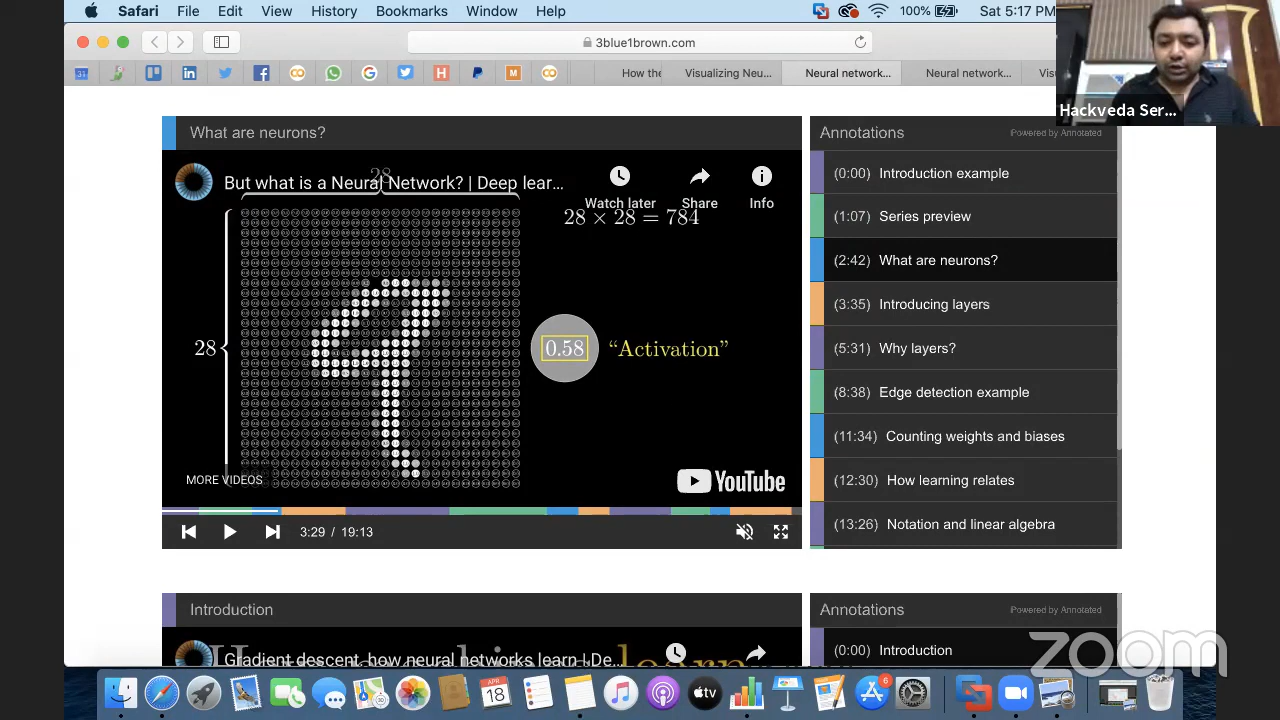 Safari File Edit View History Bookmarks Window Help 100% Sat 5:17 PM
3blue1brown.com
31 H M How the Visualizing Neu... Neural network... Neural network... Vis
Hackveda Ser...
What are neurons?
But what is a Neural Network? | Deep lear...
Watch later Share Info
28
28 × 28 = 784
28
0.58 “Activation”
MORE VIDEOS
YouTube
3:29 / 19:13
Annotations Powered by Annotated
(0:00) Introduction example
(1:07) Series preview
(2:42) What are neurons?
(3:35) Introducing layers
(5:31) Why layers?
(8:38) Edge detection example
(11:34) Counting weights and biases
(12:30) How learning relates
(13:26) Notation and linear algebra
Introduction
Gradient descent, how neural networks learn | De...
Annotations Powered by Annotated
(0:00) Introduction
zoom
APR
18
tv
6